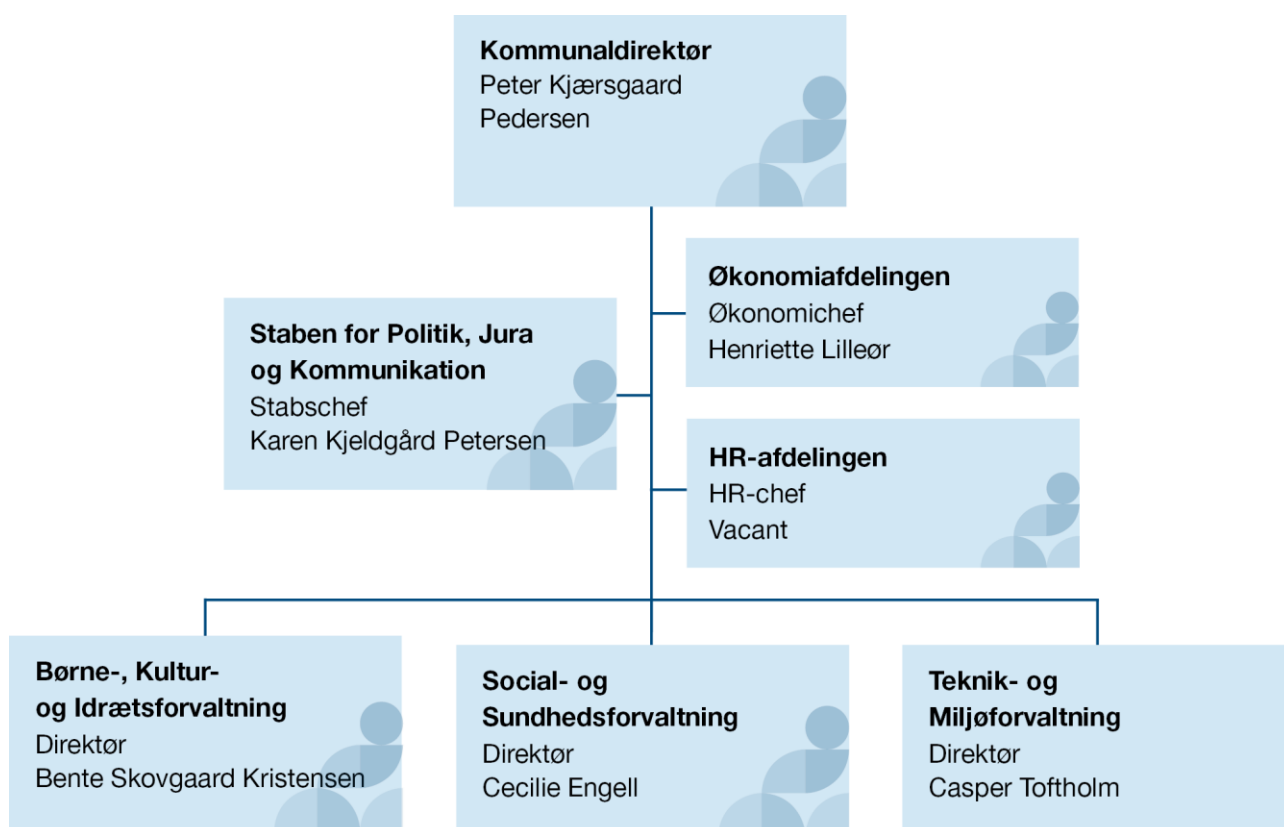 Kommunaldirektør
Peter Kjærsgaard
Pedersen
Økonomiafdelingen
Økonomichef
Henriette Lilleør
Staben for Politik, Jura
og Kommunikation
Stabschef
Karen Kjeldgård Petersen
HR-afdelingen
HR-chef
Vacant
Børne-, Kultur-
og Idrætsforvaltning
Direktør
Bente Skovgaard Kristensen
Social- og
Sundhedsforvaltning
Direktør
Cecilie Engell
Teknik- og
Miljøforvaltning
Direktør
Casper Toftholm